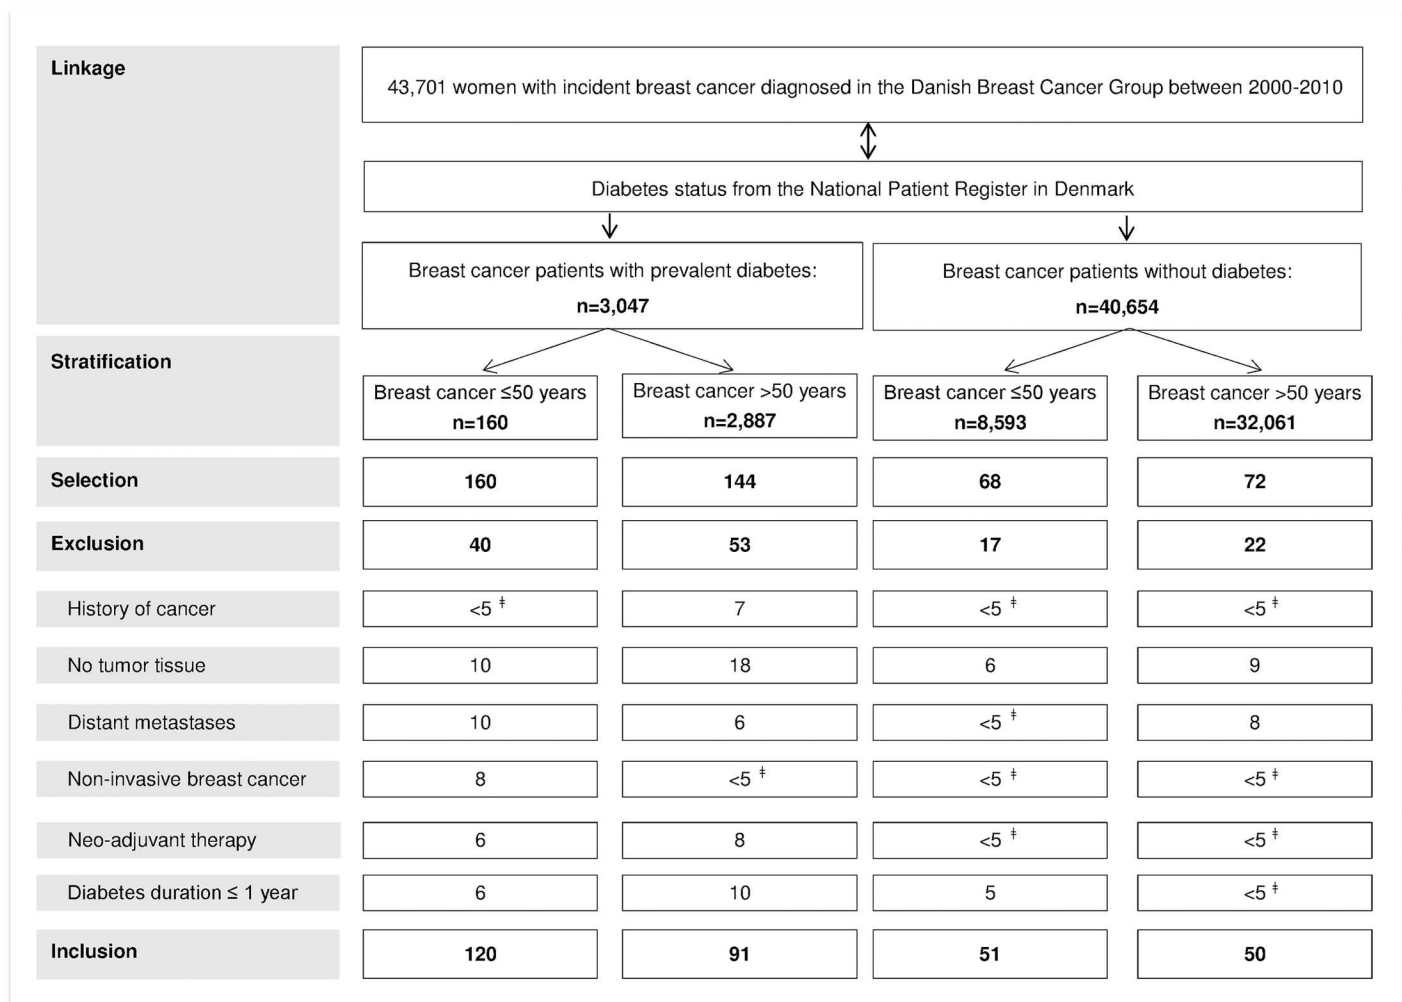 Linkage
43,701 women with incident breast cancer diagnosed in the Danish Breast Cancer Group between 2000-2010
Diabetes status from the National Patient Register in Denmark
Breast cancer patients with prevalent diabetes:
n=3,047
Breast cancer patients without diabetes:
n=40,654
Stratification
Breast cancer ≤50 years
n=160
Breast cancer >50 years
n=2,887
Breast cancer ≤50 years
n=8,593
Breast cancer >50 years
n=32,061
Selection 160 144 68 72
Exclusion 40 53 17 22
History of cancer <5 ‡ 7 <5 ‡ <5 ‡
No tumor tissue 10 18 6 9
Distant metastases 10 6 <5 ‡ 8
Non-invasive breast cancer 8 <5 ‡ <5 ‡ <5 ‡
Neo-adjuvant therapy 6 8 <5 ‡ <5 ‡
Diabetes duration ≤ 1 year 6 10 5 <5 ‡
Inclusion 120 91 51 50